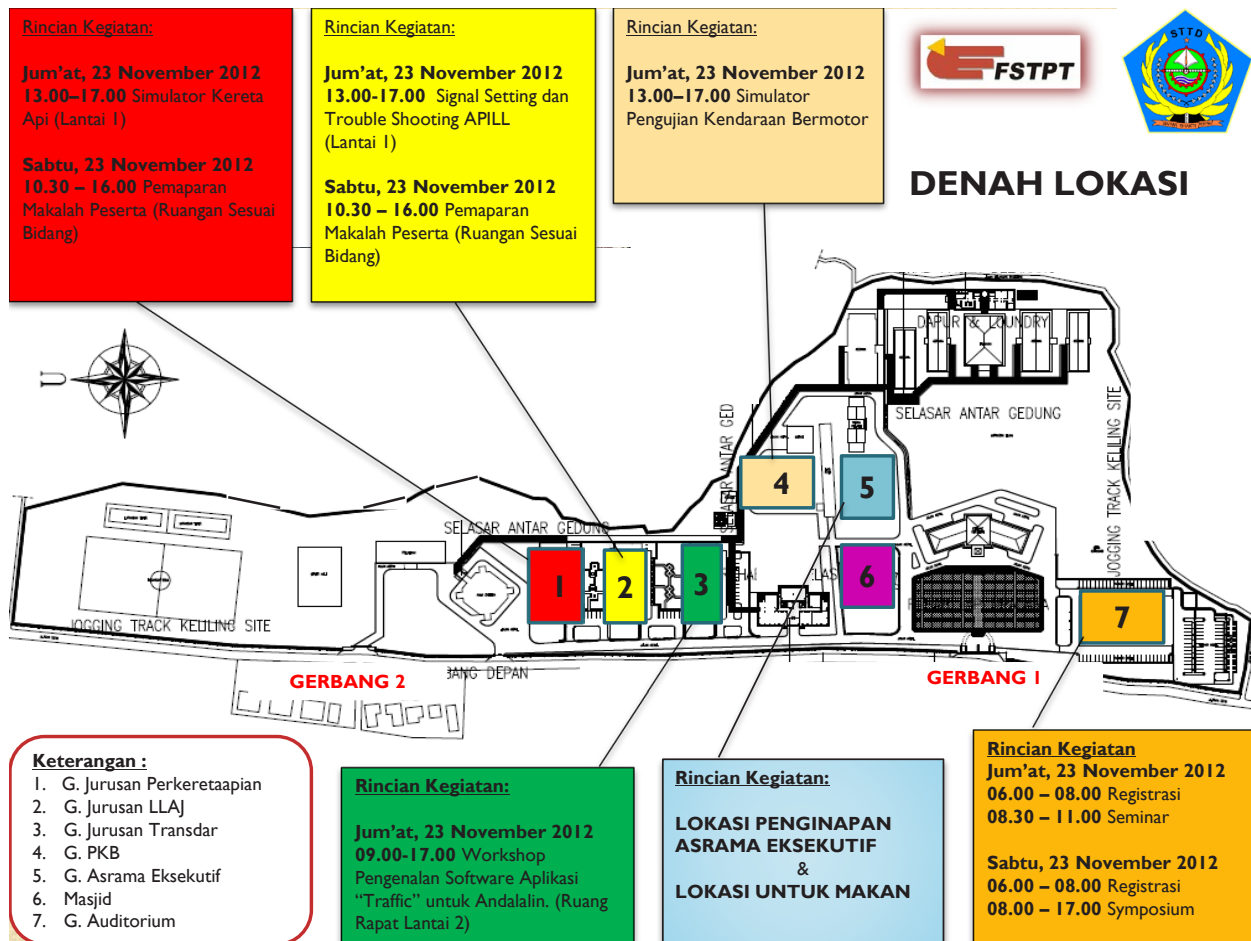 Rincian Kegiatan:
Jum'at, 23 November 2012
13.00–17.00 Simulator Kereta
Api (Lantai 1)
Sabtu, 23 November 2012
10.30 – 16.00 Pemaparan
Makalah Peserta (Ruangan Sesuai
Bidang)
Rincian Kegiatan:
Jum'at, 23 November 2012
13.00-17.00 Signal Setting dan
Trouble Shooting APILL
(Lantai 1)
Sabtu, 23 November 2012
10.30 – 16.00 Pemaparan
Makalah Peserta (Ruangan Sesuai
Bidang)
Rincian Kegiatan:
Jum'at, 23 November 2012
13.00–17.00 Simulator
Pengujian Kendaraan Bermotor
FSTPT
STTD
DENAH LOKASI
U
DAPUR & LOUNDRY
SELASAR ANTAR GEDUNG
JOGGING TRACK KELILING SITE
SELASAR ANTAR GED
SELASAR ANTAR GEDUNG
JOGGING TRACK KELILING SITE
1
2
3
4
5
6
7
GERBANG 2
BANG DEPAN
GERBANG 1
Keterangan :
1. G. Jurusan Perkeretaapian
2. G. Jurusan LLAJ
3. G. Jurusan Transdar
4. G. PKB
5. G. Asrama Eksekutif
6. Masjid
7. G. Auditorium
Rincian Kegiatan:
Jum'at, 23 November 2012
09.00-17.00 Workshop
Pengenalan Software Aplikasi
“Traffic” untuk Andalalin. (Ruang
Rapat Lantai 2)
Rincian Kegiatan:
LOKASI PENGINAPAN
ASRAMA EKSEKUTIF
&
LOKASI UNTUK MAKAN
Rincian Kegiatan
Jum'at, 23 November 2012
06.00 – 08.00 Registrasi
08.30 – 11.00 Seminar
Sabtu, 23 November 2012
06.00 – 08.00 Registrasi
08.00 – 17.00 Symposium